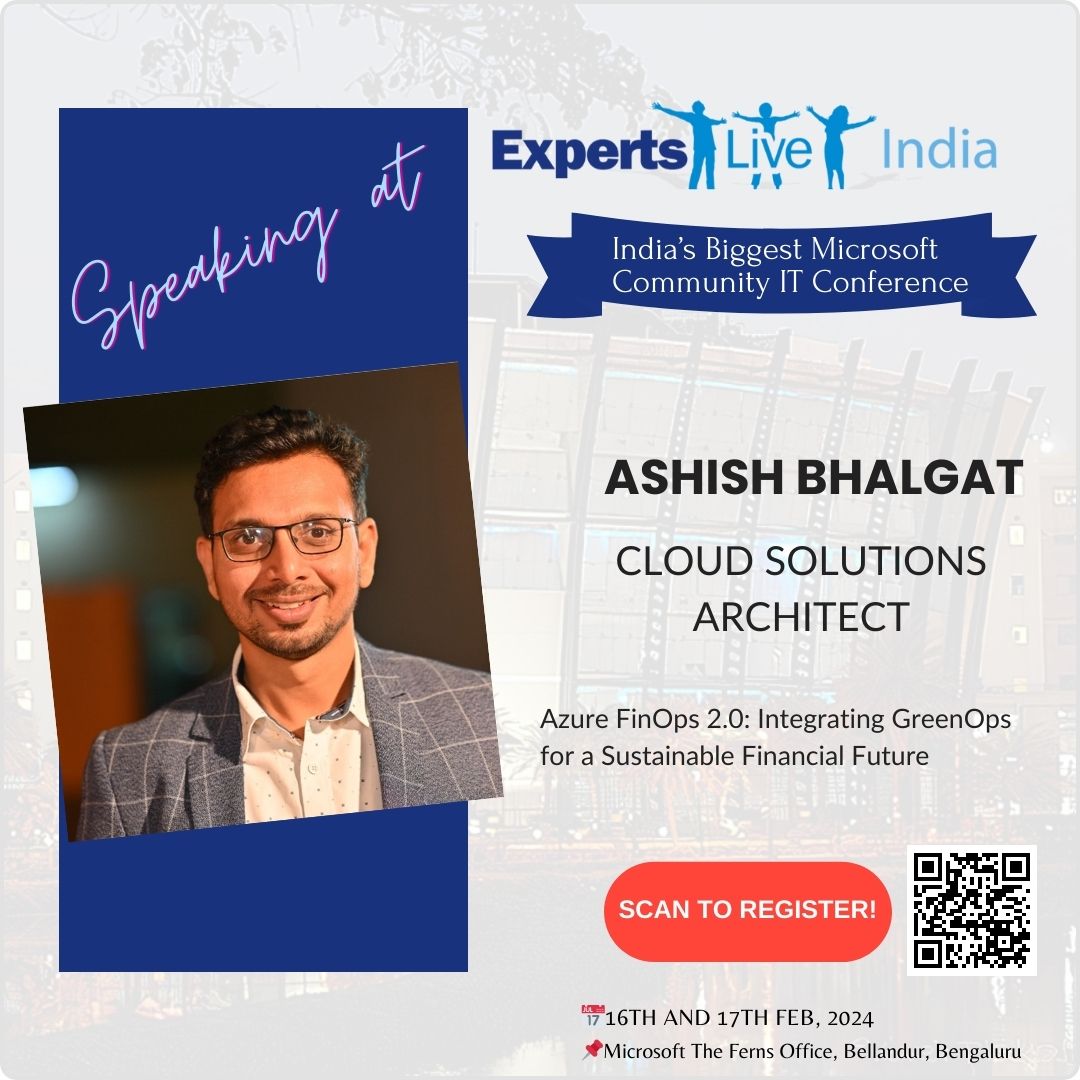 Speaking at
Experts Live India
India’s Biggest Microsoft
Community IT Conference
ASHISH BHALGAT
CLOUD SOLUTIONS
ARCHITECT
Azure FinOps 2.0: Integrating GreenOps
for a Sustainable Financial Future
SCAN TO REGISTER!
JUL 17 16TH AND 17TH FEB, 2024
Microsoft The Ferns Office, Bellandur, Bengaluru